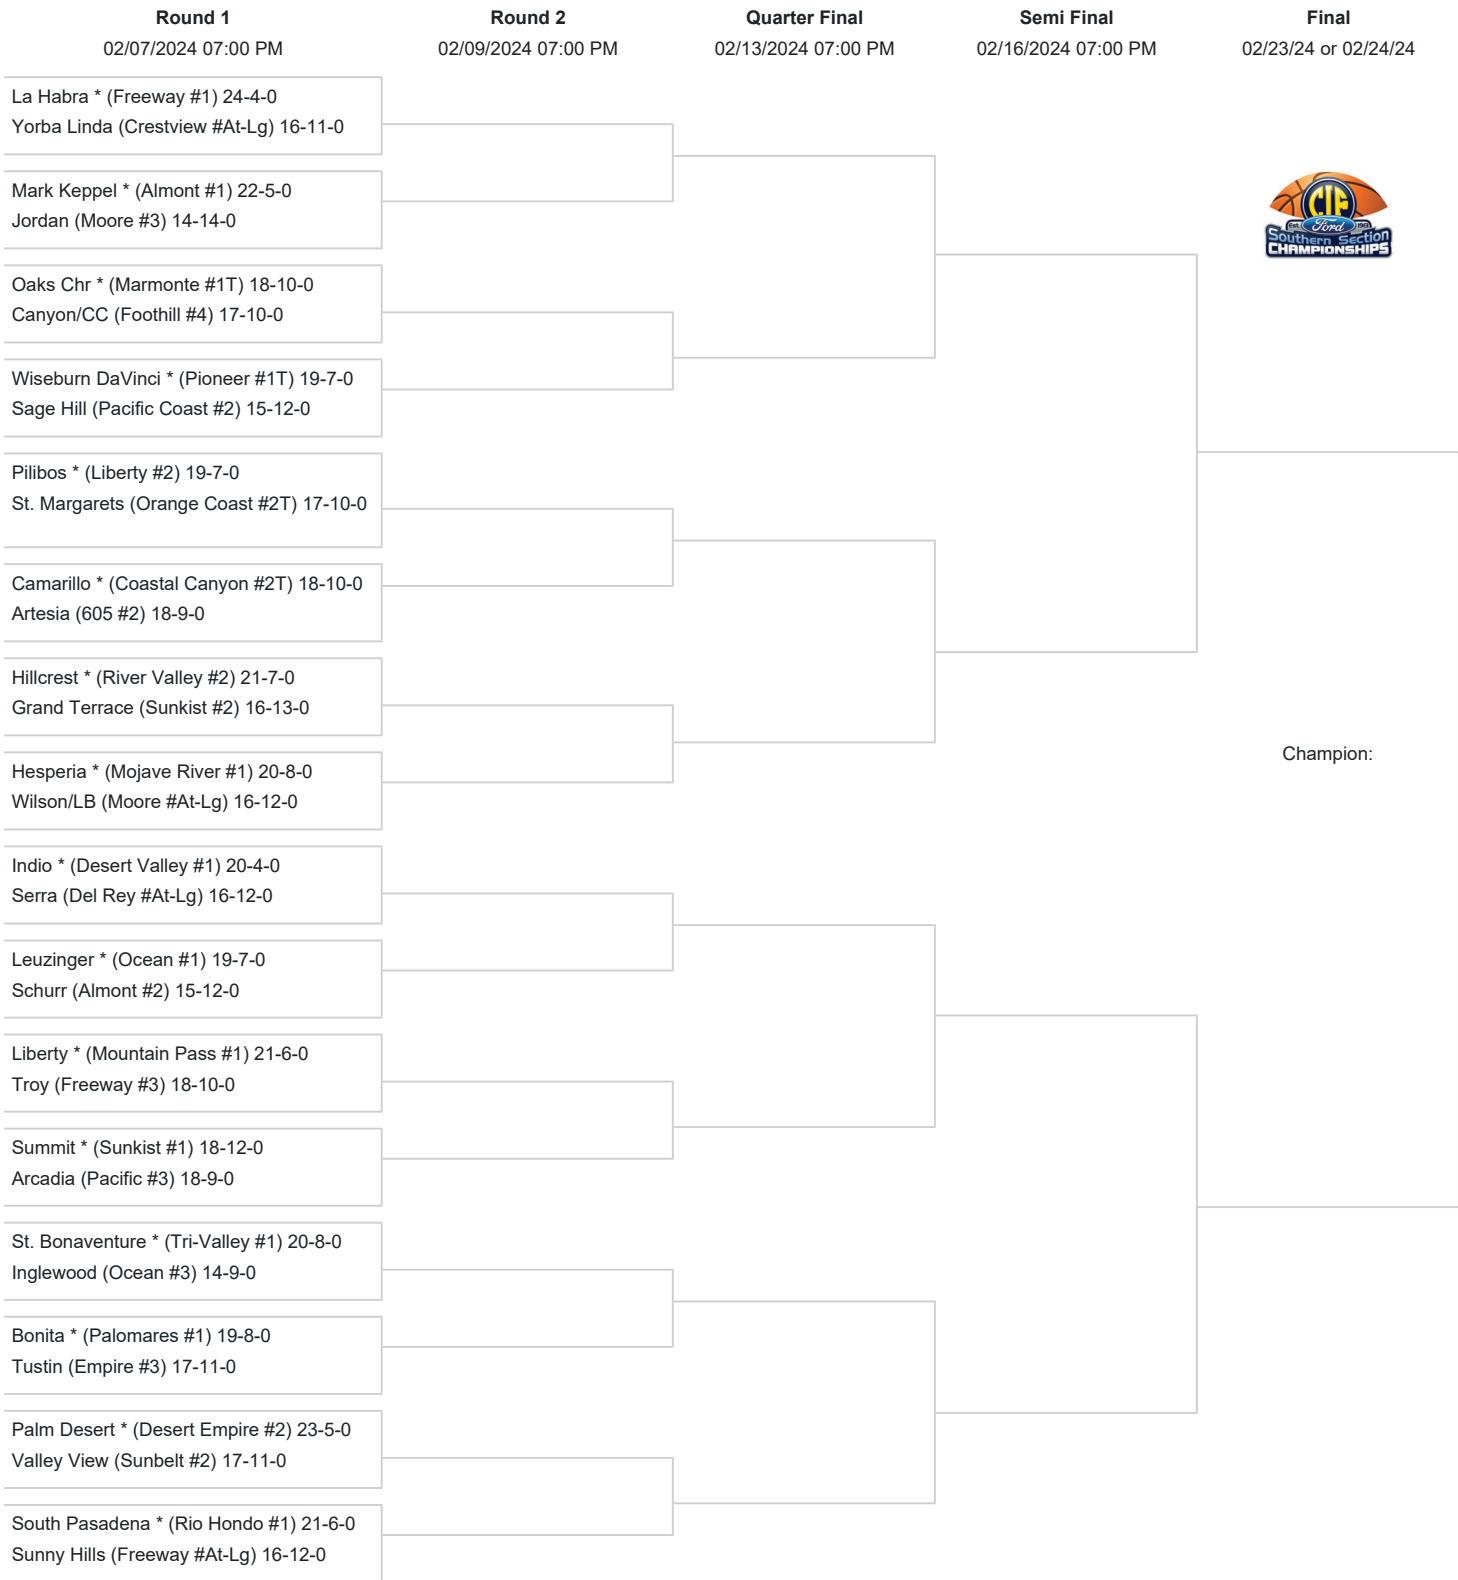 Round 1
02/07/2024 07:00 PM
Round 2
02/09/2024 07:00 PM
Quarter Final
02/13/2024 07:00 PM
Semi Final
02/16/2024 07:00 PM
Final
02/23/24 or 02/24/24
La Habra * (Freeway #1) 24-4-0
Yorba Linda (Crestview #At-Lg) 16-11-0
Mark Keppel * (Almont #1) 22-5-0
Jordan (Moore #3) 14-14-0
Oaks Chr * (Marmonte #1T) 18-10-0
Canyon/CC (Foothill #4) 17-10-0
Wiseburn DaVinci * (Pioneer #1T) 19-7-0
Sage Hill (Pacific Coast #2) 15-12-0
Pilibos * (Liberty #2) 19-7-0
St. Margarets (Orange Coast #2T) 17-10-0
Camarillo * (Coastal Canyon #2T) 18-10-0
Artesia (605 #2) 18-9-0
Hillcrest * (River Valley #2) 21-7-0
Grand Terrace (Sunkist #2) 16-13-0
Hesperia * (Mojave River #1) 20-8-0
Wilson/LB (Moore #At-Lg) 16-12-0
Indio * (Desert Valley #1) 20-4-0
Serra (Del Rey #At-Lg) 16-12-0
Leuzinger * (Ocean #1) 19-7-0
Schurr (Almont #2) 15-12-0
Liberty * (Mountain Pass #1) 21-6-0
Troy (Freeway #3) 18-10-0
Summit * (Sunkist #1) 18-12-0
Arcadia (Pacific #3) 18-9-0
St. Bonaventure * (Tri-Valley #1) 20-8-0
Inglewood (Ocean #3) 14-9-0
Bonita * (Palomares #1) 19-8-0
Tustin (Empire #3) 17-11-0
Palm Desert * (Desert Empire #2) 23-5-0
Valley View (Sunbelt #2) 17-11-0
South Pasadena * (Rio Hondo #1) 21-6-0
Sunny Hills (Freeway #At-Lg) 16-12-0
CIF
Ford
Southern Section
CHAMPIONSHIPS
Champion: